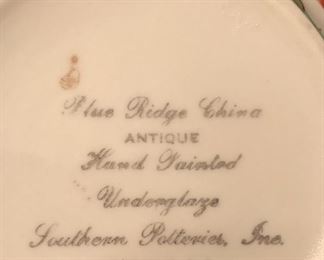 Blue Ridge China
ANTIQUE
Hand Painted
Underglaze
Southern Potteries, Inc.